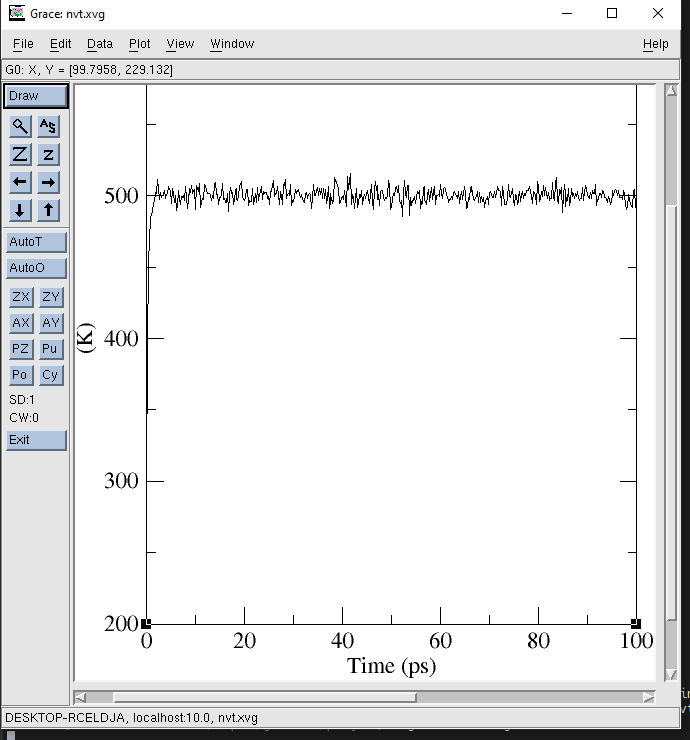 Grace: nvt.xvg
File Edit Data Plot View Window Help
G0: X, Y = [99.7958, 229.132]
Draw
AS
Z z
AutoT
AutoO
ZX ZY
AX AY
PZ Pu
Po Cy
SD:1
CW:0
Exit
500
400
(K)
300
200
0 20 40 60 80 100
Time (ps)
DESKTOP-RCELDJA, localhost:10.0, nvt.xvg